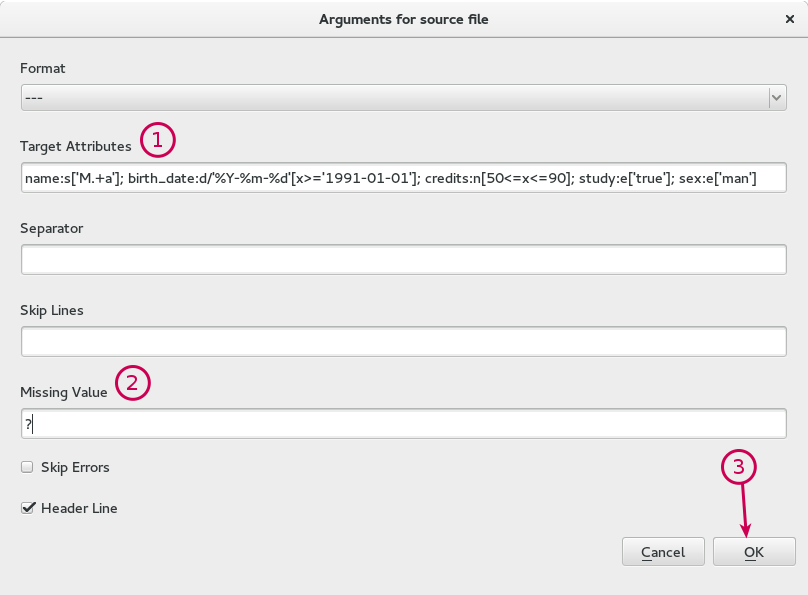 Arguments for source file ×
Format
---
Target Attributes 1
name:s['M.+a']; birth_date:d/'%Y-%m-%d'[x>='1991-01-01']; credits:n[50<=x<=90]; study:e['true']; sex:e['man']
Separator
Skip Lines
Missing Value 2
?
Skip Errors
3
Header Line
Cancel OK